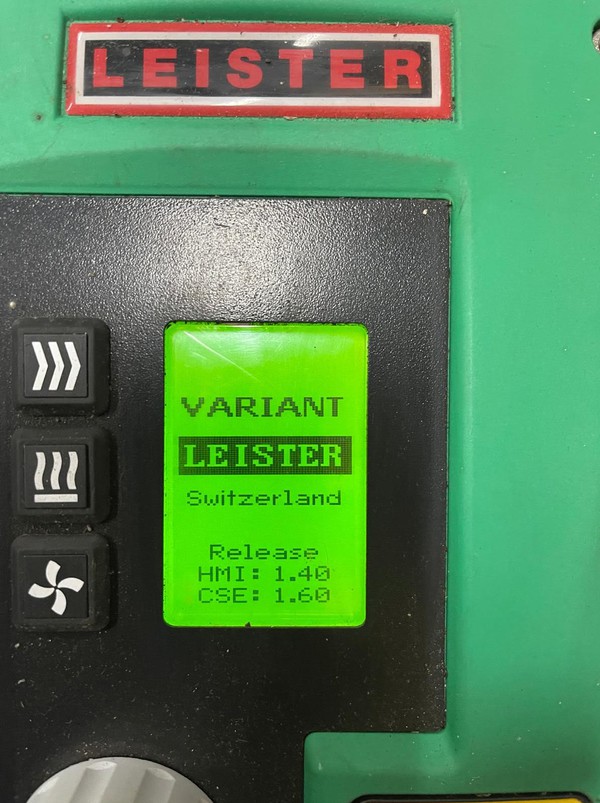 LEISTER
VARIANT
LEISTER
Switzerland
Release
HMI: 1.40
CSE: 1.60